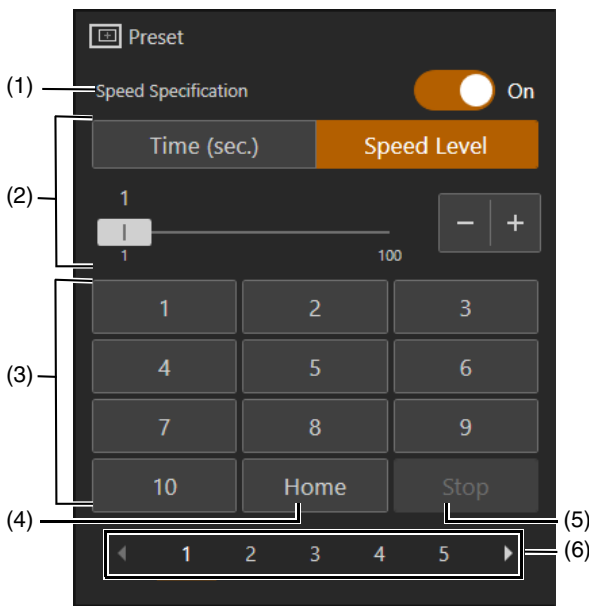 Preset
(1) Speed Specification On
Time (sec.) Speed Level
(2) 1 − +
1 100
1 2 3
(3) 4 5 6
7 8 9
10 Home Stop
(4) (5)
1 2 3 4 5 (6)